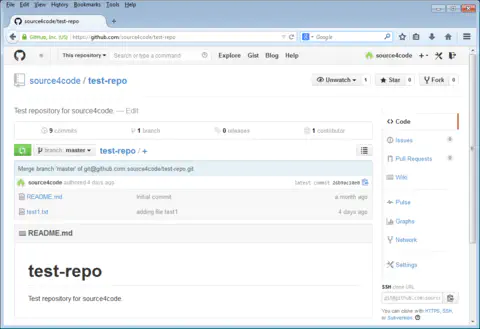 File Edit View History Bookmarks Tools Help
source4code/test-repo
GitHub, Inc. (US) https://github.com/source4code/test-repo
Google
This repository Search or type a command Explore Gist Blog Help source4code
source4code / test-repo
Unwatch 1 Star 0 Fork 0
Test repository for source4code. — Edit
9 commits 1 branch 0 releases 1 contributor
branch: master test-repo / +
Merge branch 'master' of git@github.com:source4code/test-repo.git
source4code authored 4 days ago latest commit
README.md Initial commit a month ago
test1.txt adding file test1 4 days ago
README.md
test-repo
Test repository for source4code.
Code
Issues 0
Pull Requests 0
Wiki
Pulse
Graphs
Network
Settings
SSH clone URL
git@github.com:source
You can clone with HTTPS, SSH,
or Subversion.